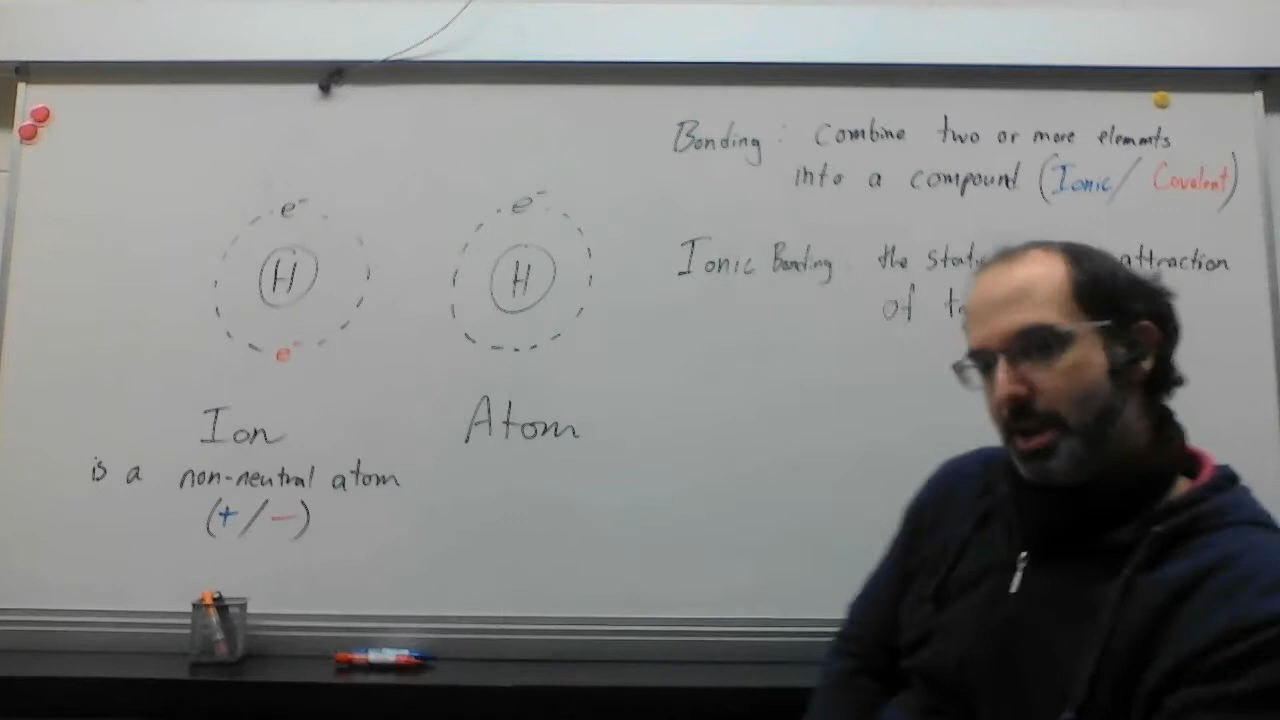 Bonding : Combine two or more elements
into a compound (Ionic/ Covalent)
Ionic Bonding the attraction
of
e⁻
H
e⁻
Ion
is a non-neutral atom
(+/−)
e⁻
H
Atom